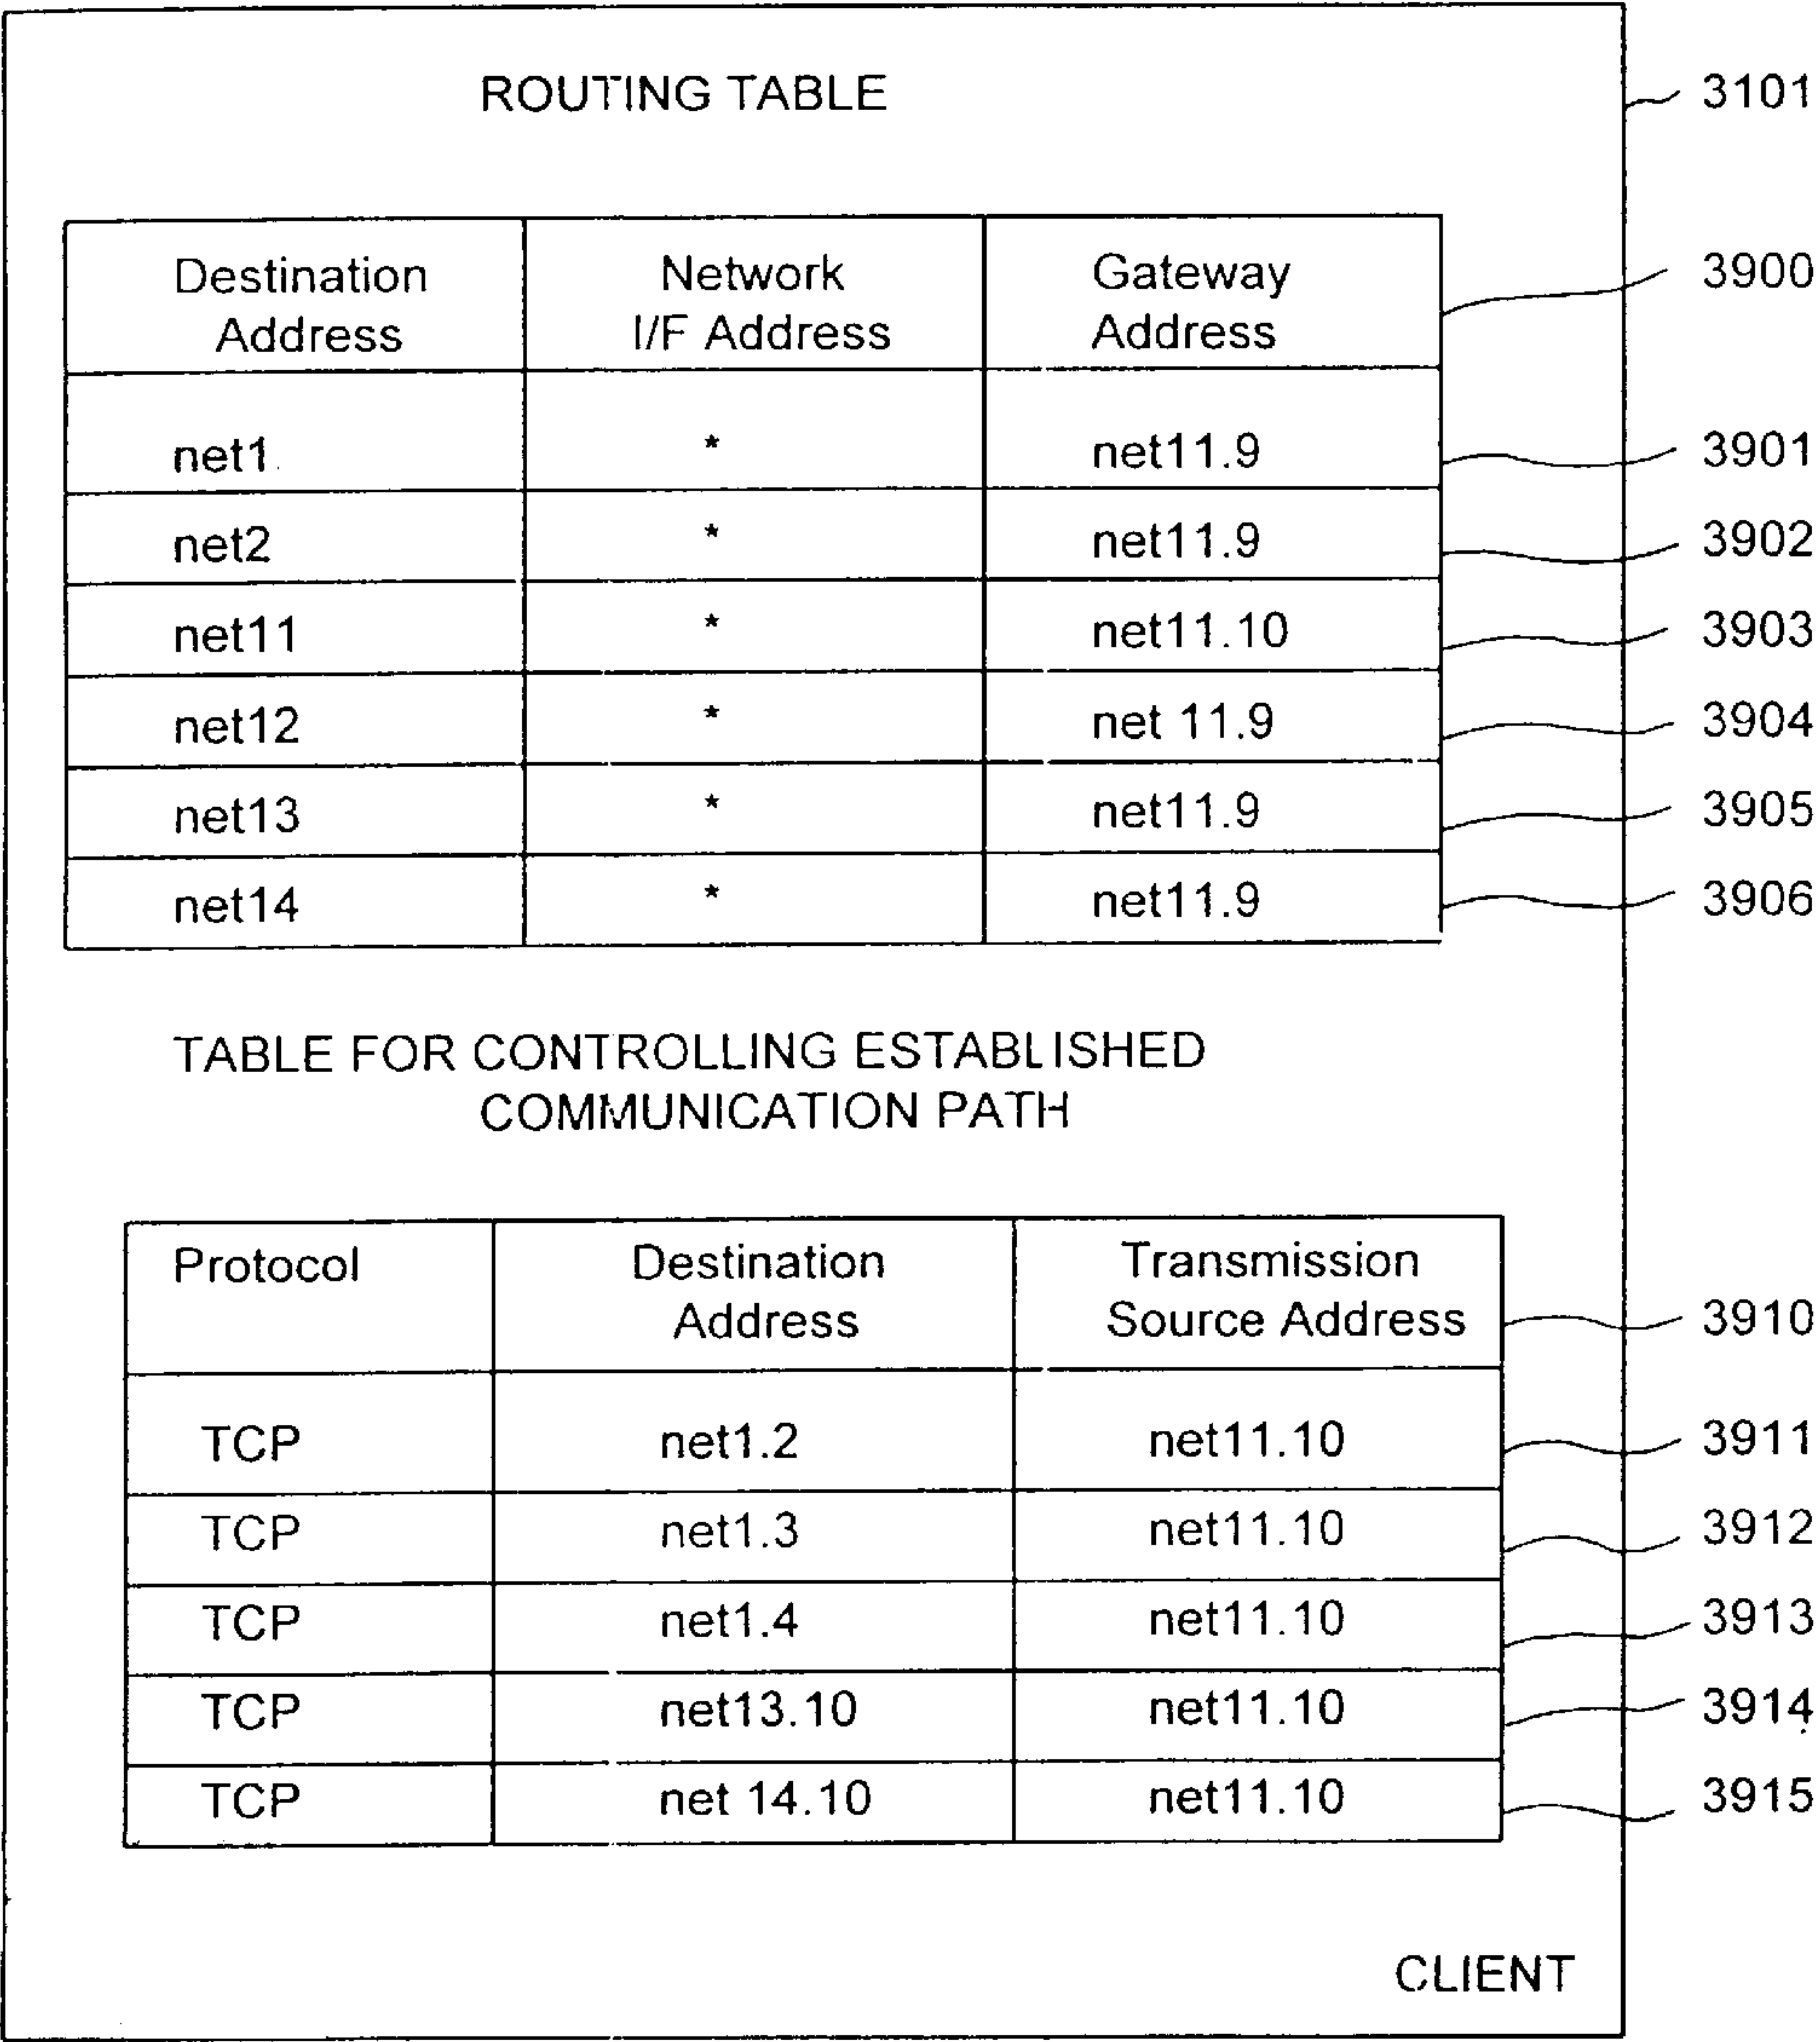 ROUTING TABLE 3101
Destination Network Gateway 3900
Address I/F Address Address
net1 * net11.9 3901
net2 * net11.9 3902
net11 * net11.10 3903
net12 * net 11.9 3904
net13 * net11.9 3905
net14 * net11.9 3906
TABLE FOR CONTROLLING ESTABLISHED
COMMUNICATION PATH
Protocol Destination Transmission
Address Source Address 3910
TCP net1.2 net11.10 3911
TCP net1.3 net11.10 3912
TCP net1.4 net11.10 3913
TCP net13.10 net11.10 3914
TCP net 14.10 net11.10 3915
CLIENT